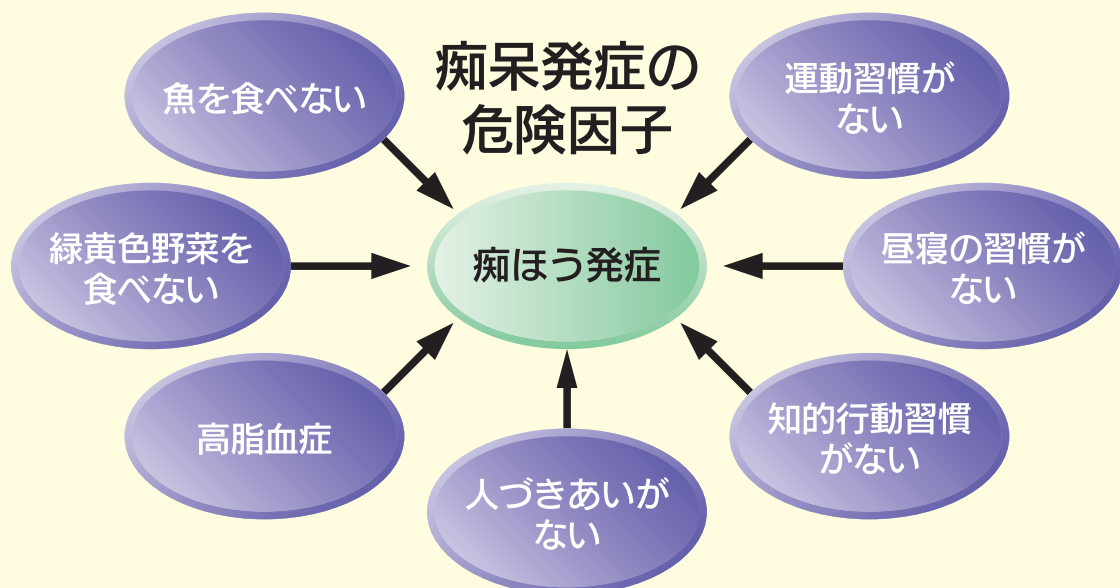 痴呆発症の
危険因子
魚を食べない
運動習慣が
ない
緑黄色野菜を
食べない
痴ほう発症
昼寝の習慣が
ない
高脂血症
知的行動習慣
がない
人づきあいが
ない